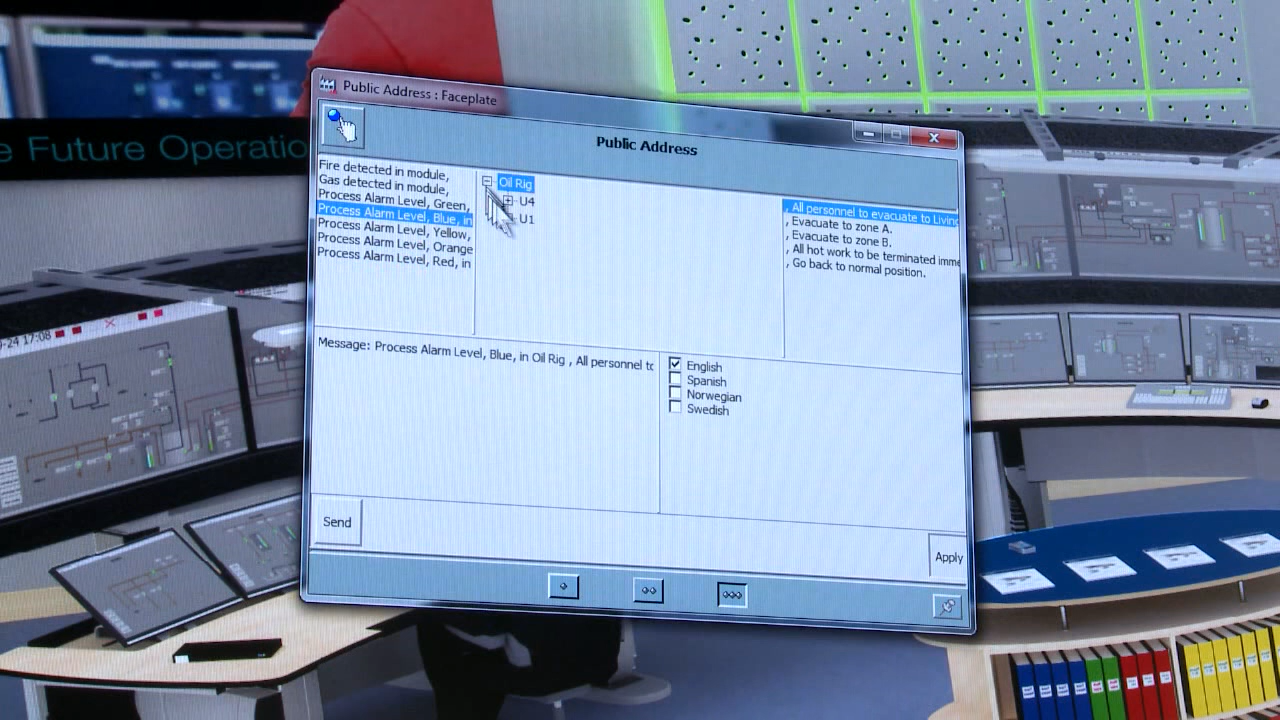 Public Address : Faceplate
e Future Operatio
Public Address
Fire detected in module,
Gas detected in module,
Process Alarm Level, Green,
Process Alarm Level, Blue, in
Process Alarm Level, Yellow,
Process Alarm Level, Orange
Process Alarm Level, Red, in
Oil Rig
U4
U1
, All personnel to evacuate to Living
, Evacuate to zone A.
, Evacuate to zone B.
, All hot work to be terminated imme
, Go back to normal position.
-24 17:08
Message: Process Alarm Level, Blue, in Oil Rig , All personnel to
English
Spanish
Norwegian
Swedish
Send
Apply